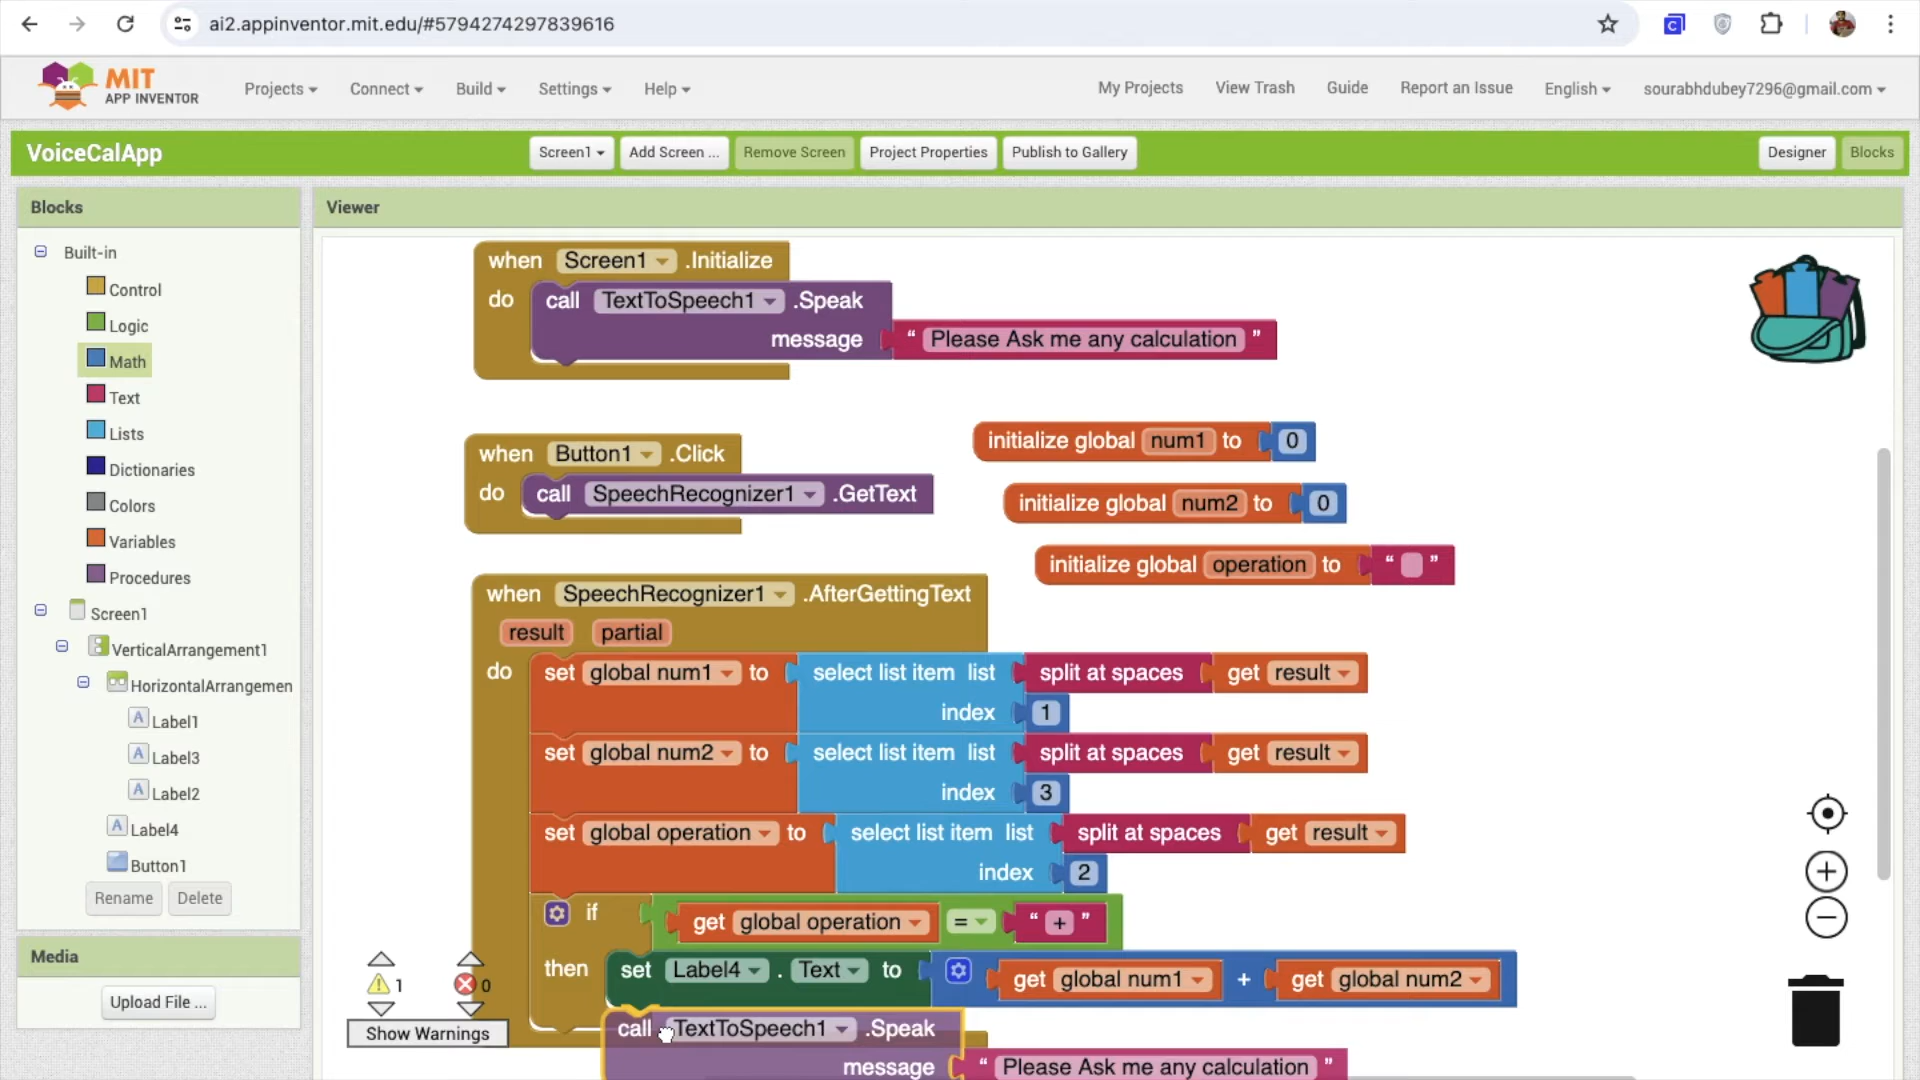 ai2.appinventor.mit.edu/#5794274297839616
MIT
APP INVENTOR
Projects Connect Build Settings Help My Projects View Trash Guide Report an Issue English sourabhdubey7296@gmail.com
VoiceCalApp Screen1 Add Screen ... Remove Screen Project Properties Publish to Gallery Designer Blocks
Blocks
Built-in
Control
Logic
Math
Text
Lists
Dictionaries
Colors
Variables
Procedures
Screen1
VerticalArrangement1
HorizontalArrangemen
Label1
Label3
Label2
Label4
Button1
Rename Delete
Media
Upload File ...
Viewer
when Screen1 .Initialize
do call TextToSpeech1 .Speak
message “ Please Ask me any calculation ”
when Button1 .Click
do call SpeechRecognizer1 .GetText
initialize global num1 to 0
initialize global num2 to 0
initialize global operation to “ ”
when SpeechRecognizer1 .AfterGettingText
result partial
do set global num1 to select list item list split at spaces get result
index 1
set global num2 to select list item list split at spaces get result
index 3
set global operation to select list item list split at spaces get result
index 2
if get global operation = “ + ”
then set Label4 . Text to get global num1 + get global num2
call TextToSpeech1 .Speak
message “ Please Ask me any calculation ”
1 0
Show Warnings